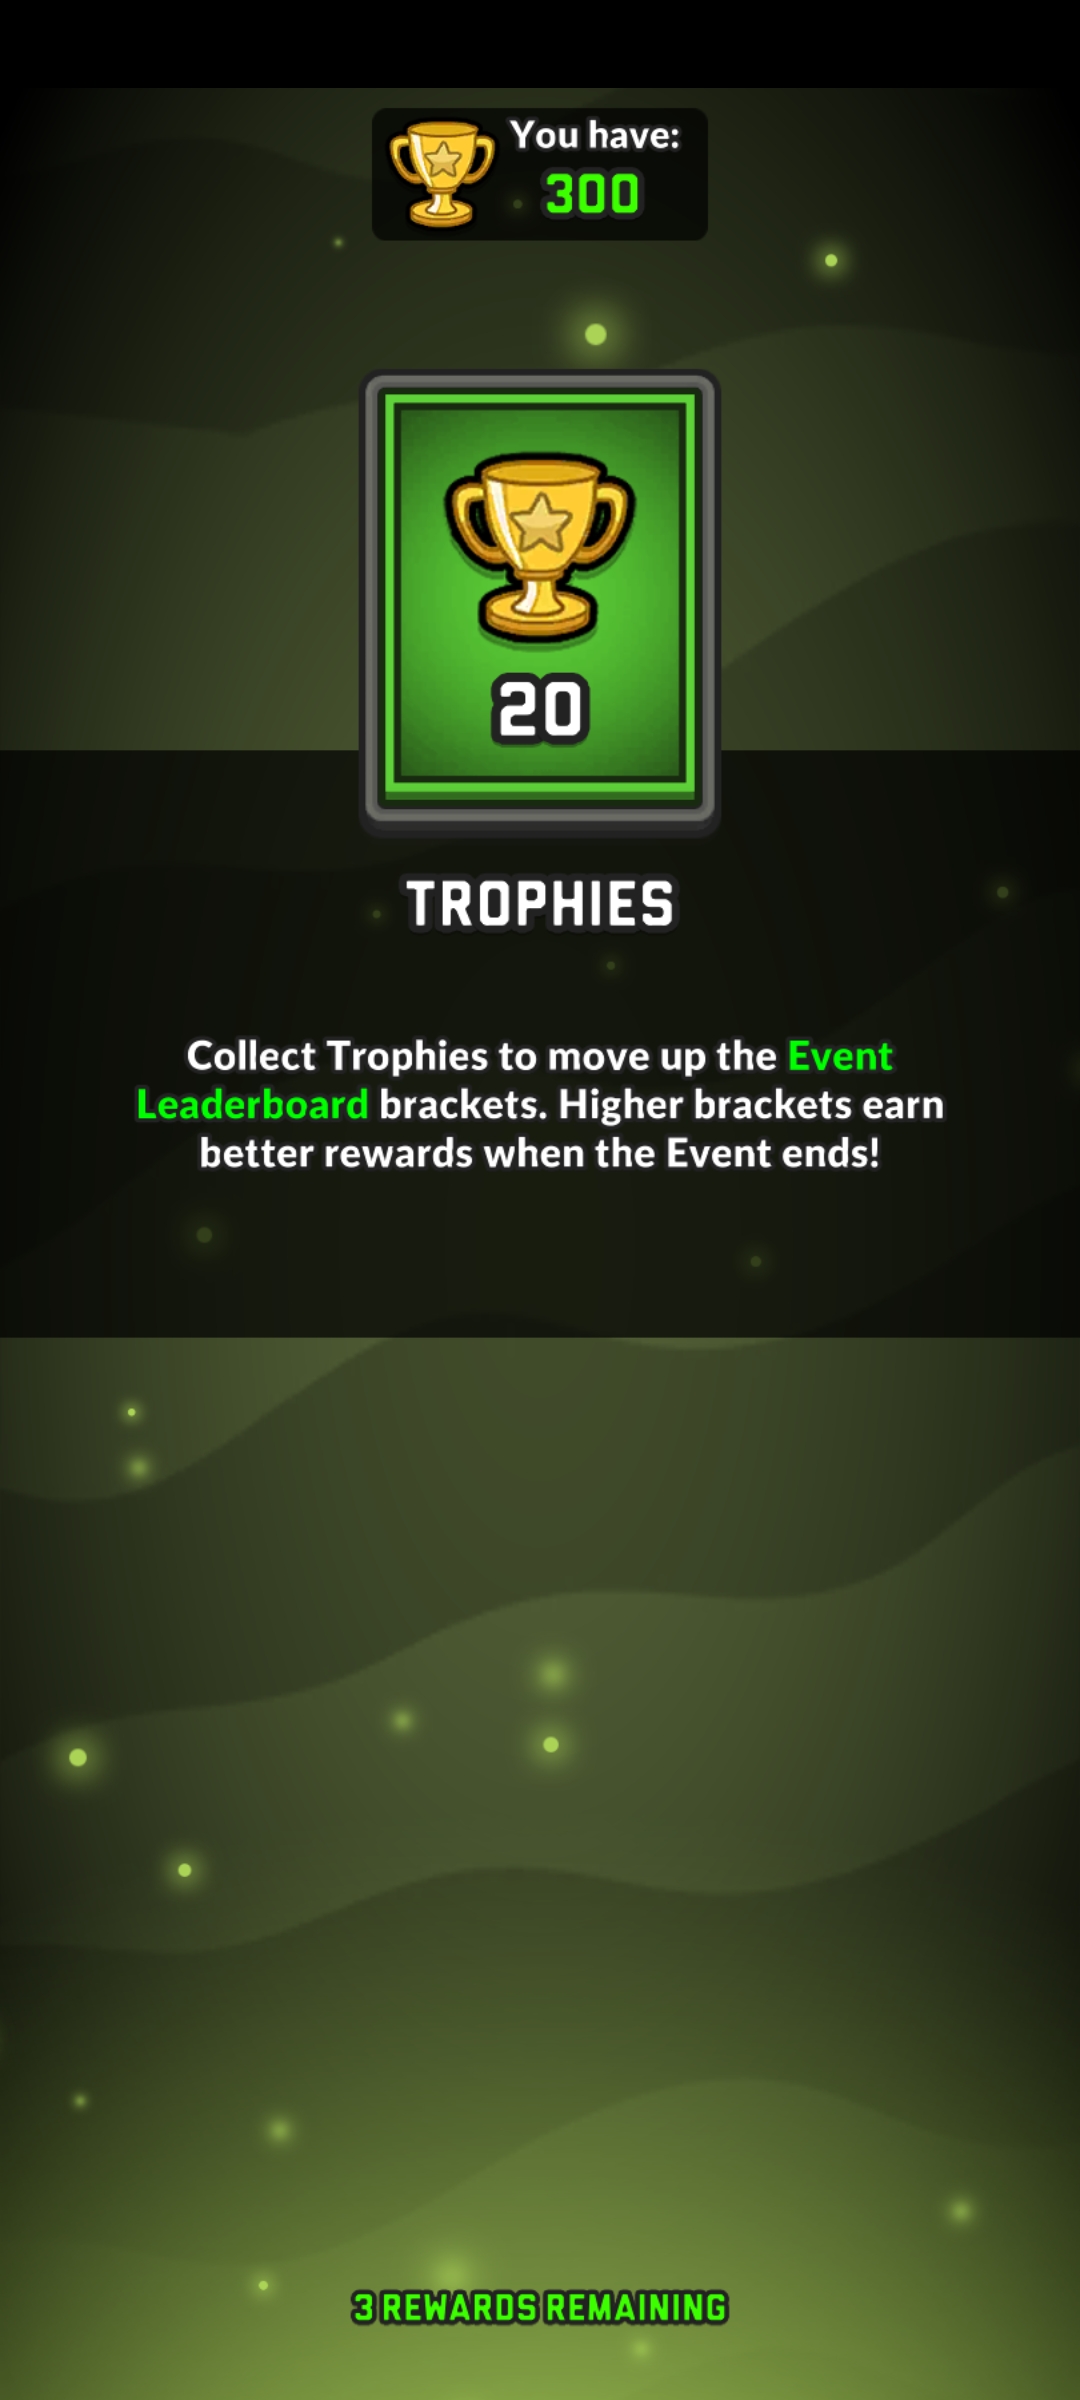 You have:
300
20
TROPHIES
Collect Trophies to move up the Event
Leaderboard brackets. Higher brackets earn
better rewards when the Event ends!
3 REWARDS REMAINING